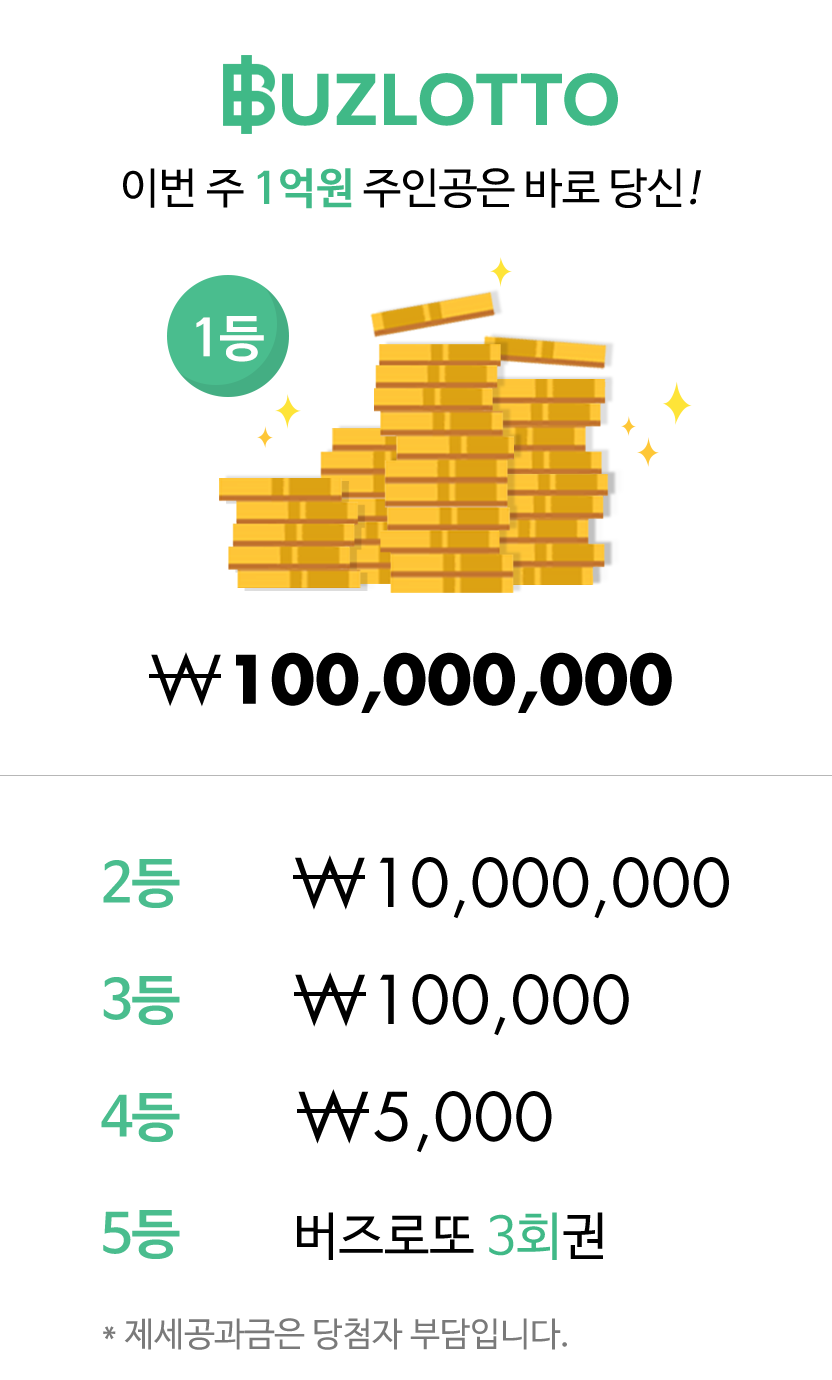 BUZLOTTO
이번 주 1억원 주인공은 바로 당신!
1등
₩100,000,000
2등 ₩10,000,000
3등 ₩100,000
4등 ₩5,000
5등 버즈로또 3회권
* 제세공과금은 당첨자 부담입니다.